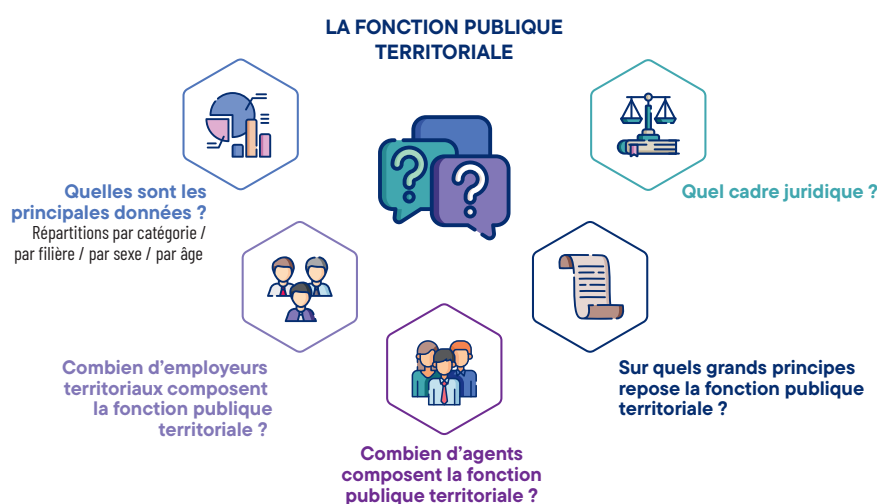 LA FONCTION PUBLIQUE
TERRITORIALE
Quelles sont les
principales données ?
Répartitions par catégorie /
par filière / par sexe / par âge
Quel cadre juridique ?
Combien d'employeurs
territoriaux composent
la fonction publique
territoriale ?
Sur quels grands principes
repose la fonction publique
territoriale ?
Combien d'agents
composent la fonction
publique territoriale ?